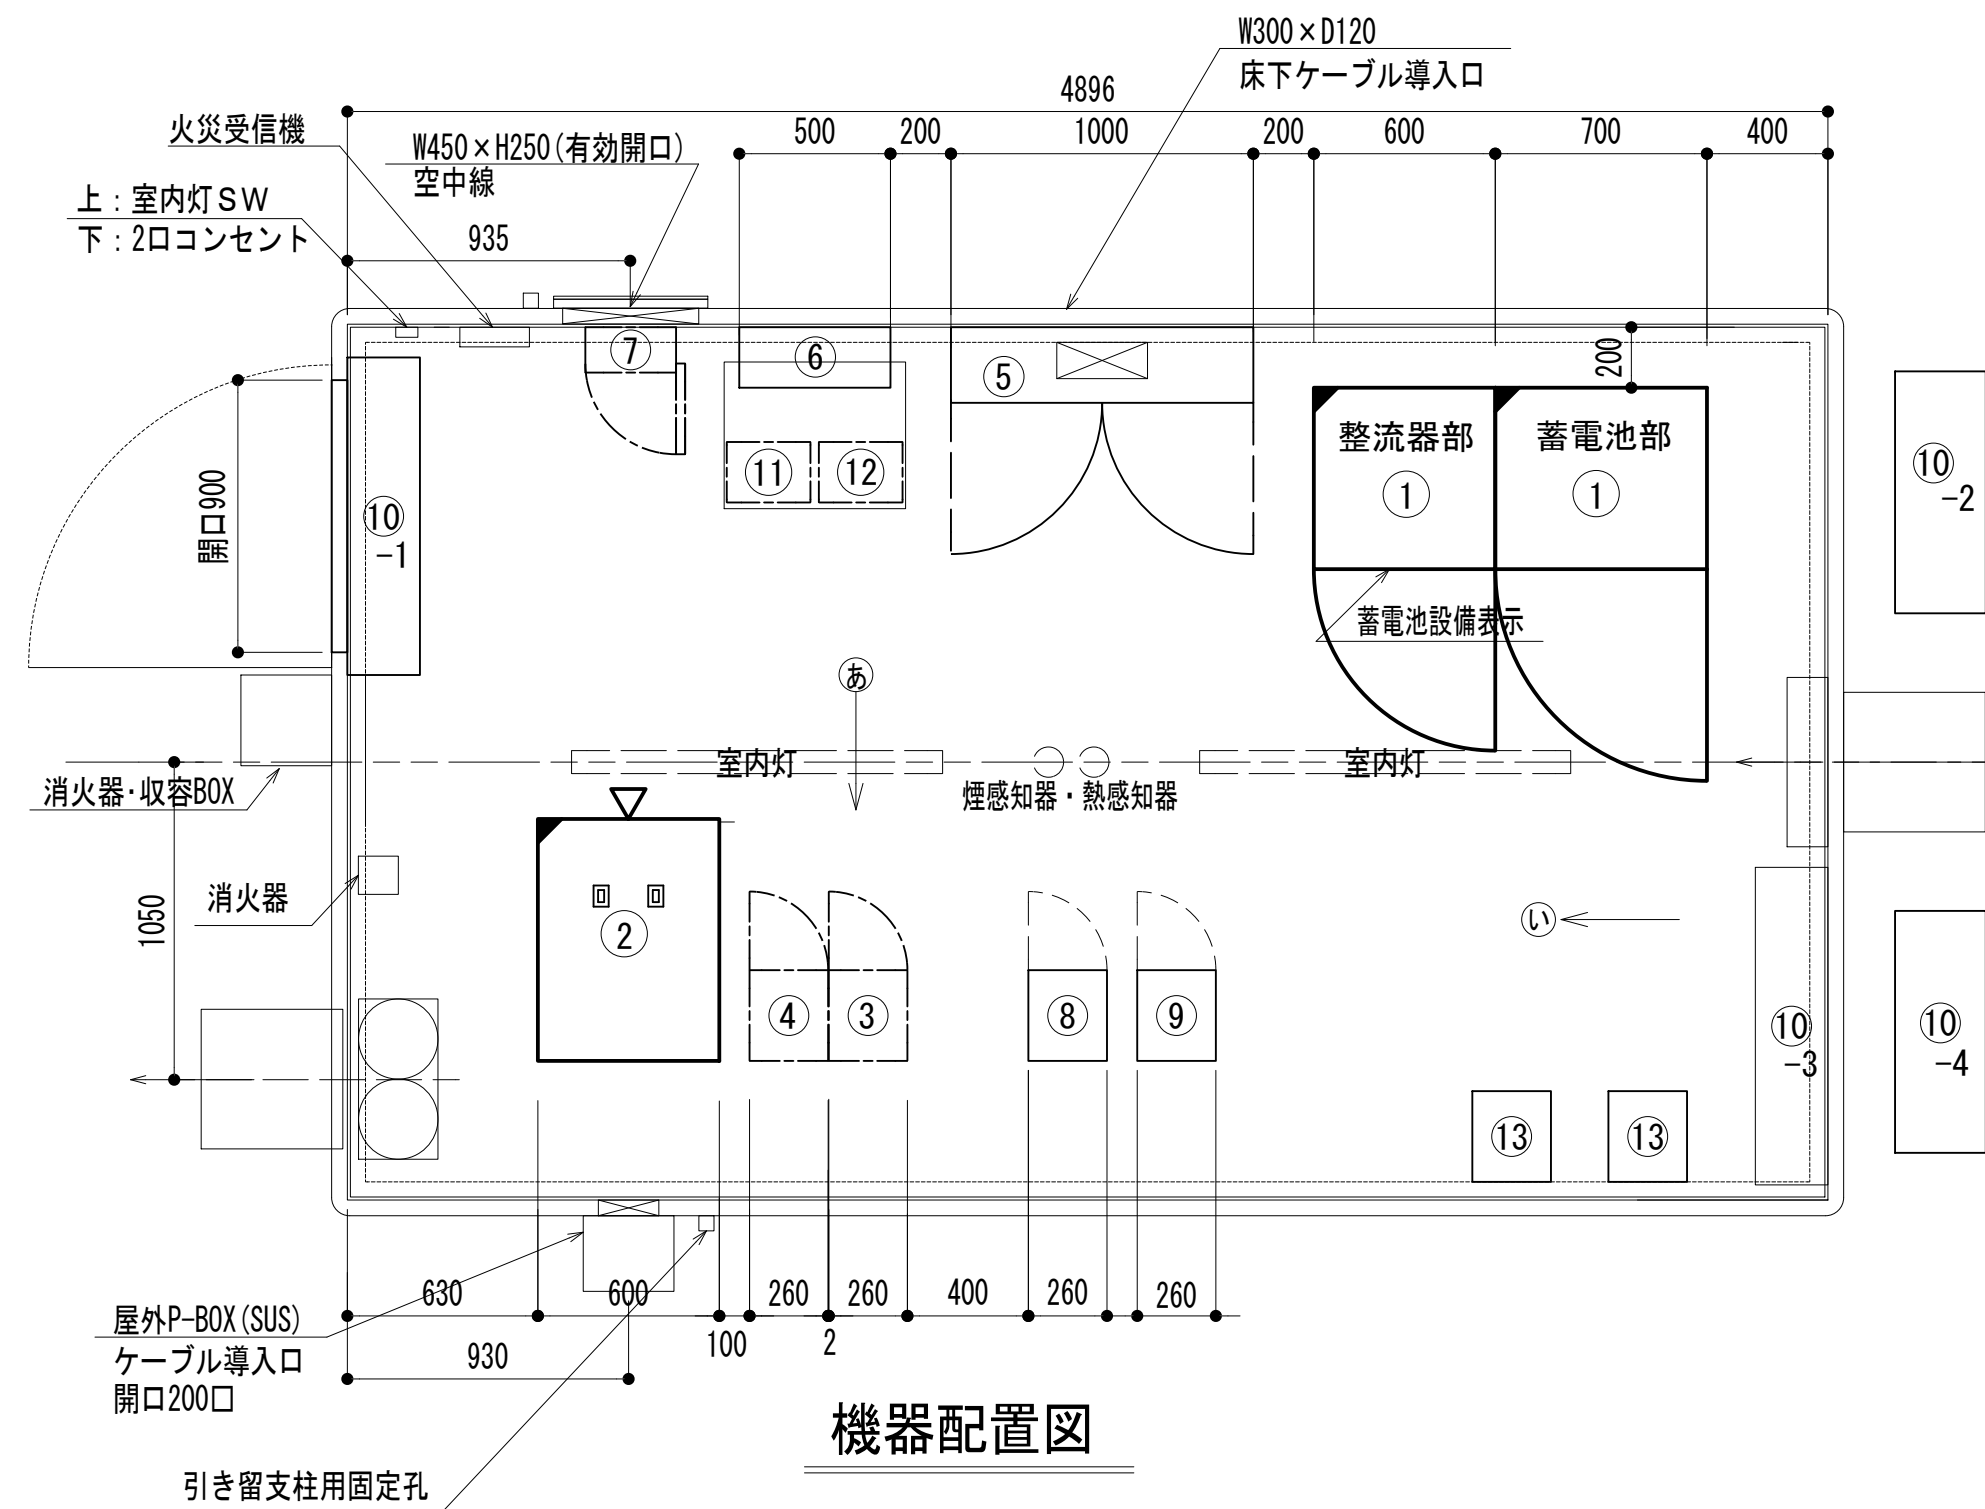 W300×D120
床下ケーブル導入口
4896
火災受信機
W450×H250(有効開口)
空中線
500
200
1000
200
600
700
400
上：室内灯ＳＷ
下：2口コンセント
935
⑦
⑥
⑤
200
整流器部
①
蓄電池部
①
⑪
⑫
⑩
-1
⑩
-2
開口900
蓄電池設備表示
あ
室内灯
室内灯
煙感知器・熱感知器
消火器・収容BOX
消火器
1050
②
④
③
⑧
⑨
い
⑩
-3
⑩
-4
⑬
⑬
630
600
260
260
400
260
260
100
2
930
屋外P-BOX(SUS)
ケーブル導入口
開口200□
機器配置図
引き留支柱用固定孔